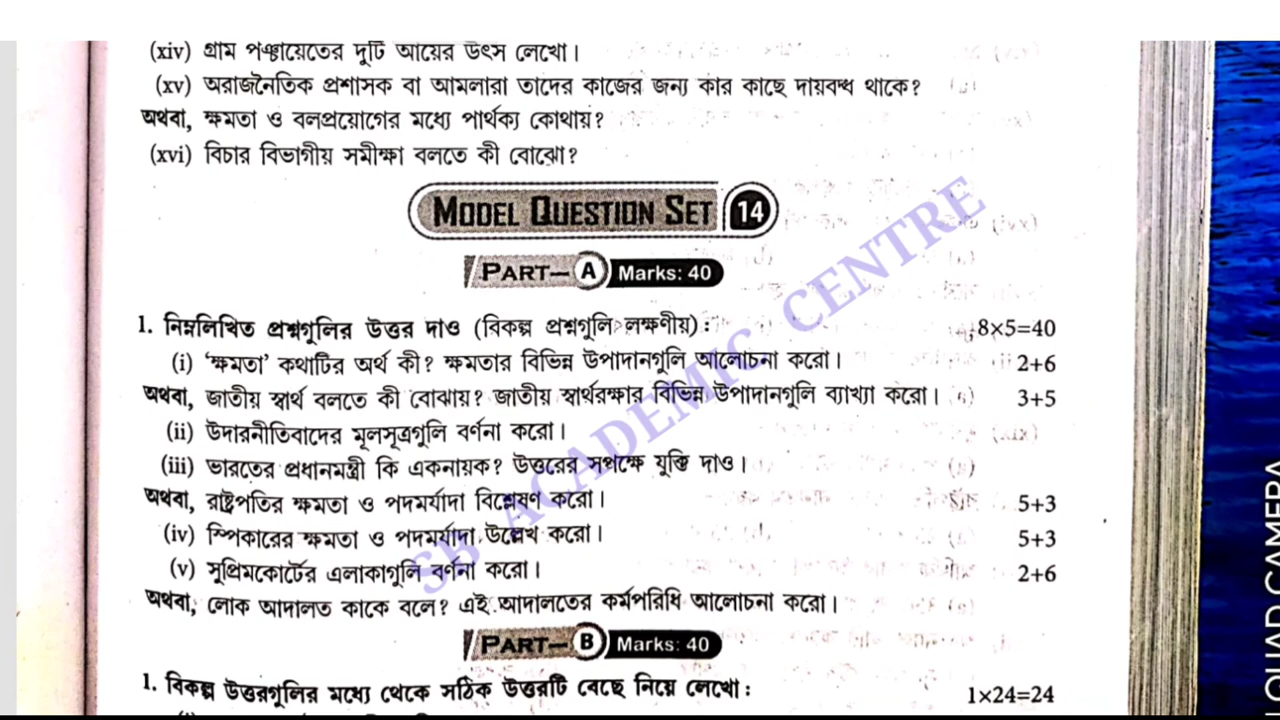 (xiv) গ্রাম পঞ্চায়েতের দুটি আয়ের উৎস লেখো।
(xv) অরাজনৈতিক প্রশাসক বা আমলারা তাদের কাজের জন্য কার কাছে দায়বদ্ধ থাকে?
অথবা, ক্ষমতা ও বলপ্রয়োগের মধ্যে পার্থক্য কোথায়?
(xvi) বিচার বিভাগীয় সমীক্ষা বলতে কী বোঝো?
MODEL QUESTION SET 14
PART— A Marks: 40
1. নিম্নলিখিত প্রশ্নগুলির উত্তর দাও (বিকল্প প্রশ্নগুলি লক্ষণীয়) : 8×5=40
(i) ‘ক্ষমতা’ কথাটির অর্থ কী? ক্ষমতার বিভিন্ন উপাদানগুলি আলোচনা করো। 2+6
অথবা, জাতীয় স্বার্থ বলতে কী বোঝায়? জাতীয় স্বার্থরক্ষার বিভিন্ন উপাদানগুলি ব্যাখ্যা করো। 3+5
(ii) উদারনীতিবাদের মূলসূত্রগুলি বর্ণনা করো।
(iii) ভারতের প্রধানমন্ত্রী কি একনায়ক? উত্তরের সপক্ষে যুক্তি দাও।
অথবা, রাষ্ট্রপতির ক্ষমতা ও পদমর্যাদা বিশ্লেষণ করো। 5+3
(iv) স্পিকারের ক্ষমতা ও পদমর্যাদা উল্লেখ করো। 5+3
(v) সুপ্রিমকোর্টের এলাকাগুলি বর্ণনা করো। 2+6
অথবা, লোক আদালত কাকে বলে? এই আদালতের কর্মপরিধি আলোচনা করো।
PART— B Marks: 40
1. বিকল্প উত্তরগুলির মধ্যে থেকে সঠিক উত্তরটি বেছে নিয়ে লেখো : 1×24=24
SB ACADEMIC CENTRE
QUAD CAMERA